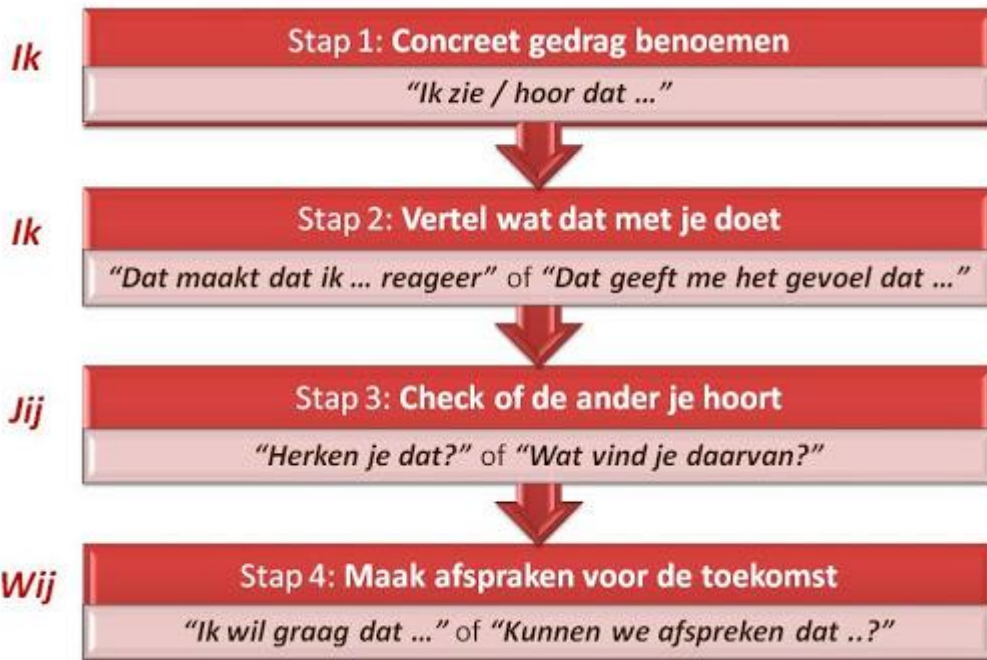 Ik
Stap 1: Concreet gedrag benoemen
“Ik zie / hoor dat ...”
Ik
Stap 2: Vertel wat dat met je doet
“Dat maakt dat ik ... reageer” of “Dat geeft me het gevoel dat ...”
Jij
Stap 3: Check of de ander je hoort
“Herken je dat?” of “Wat vind je daarvan?”
Wij
Stap 4: Maak afspraken voor de toekomst
“Ik wil graag dat ...” of “Kunnen we afspreken dat ..?”